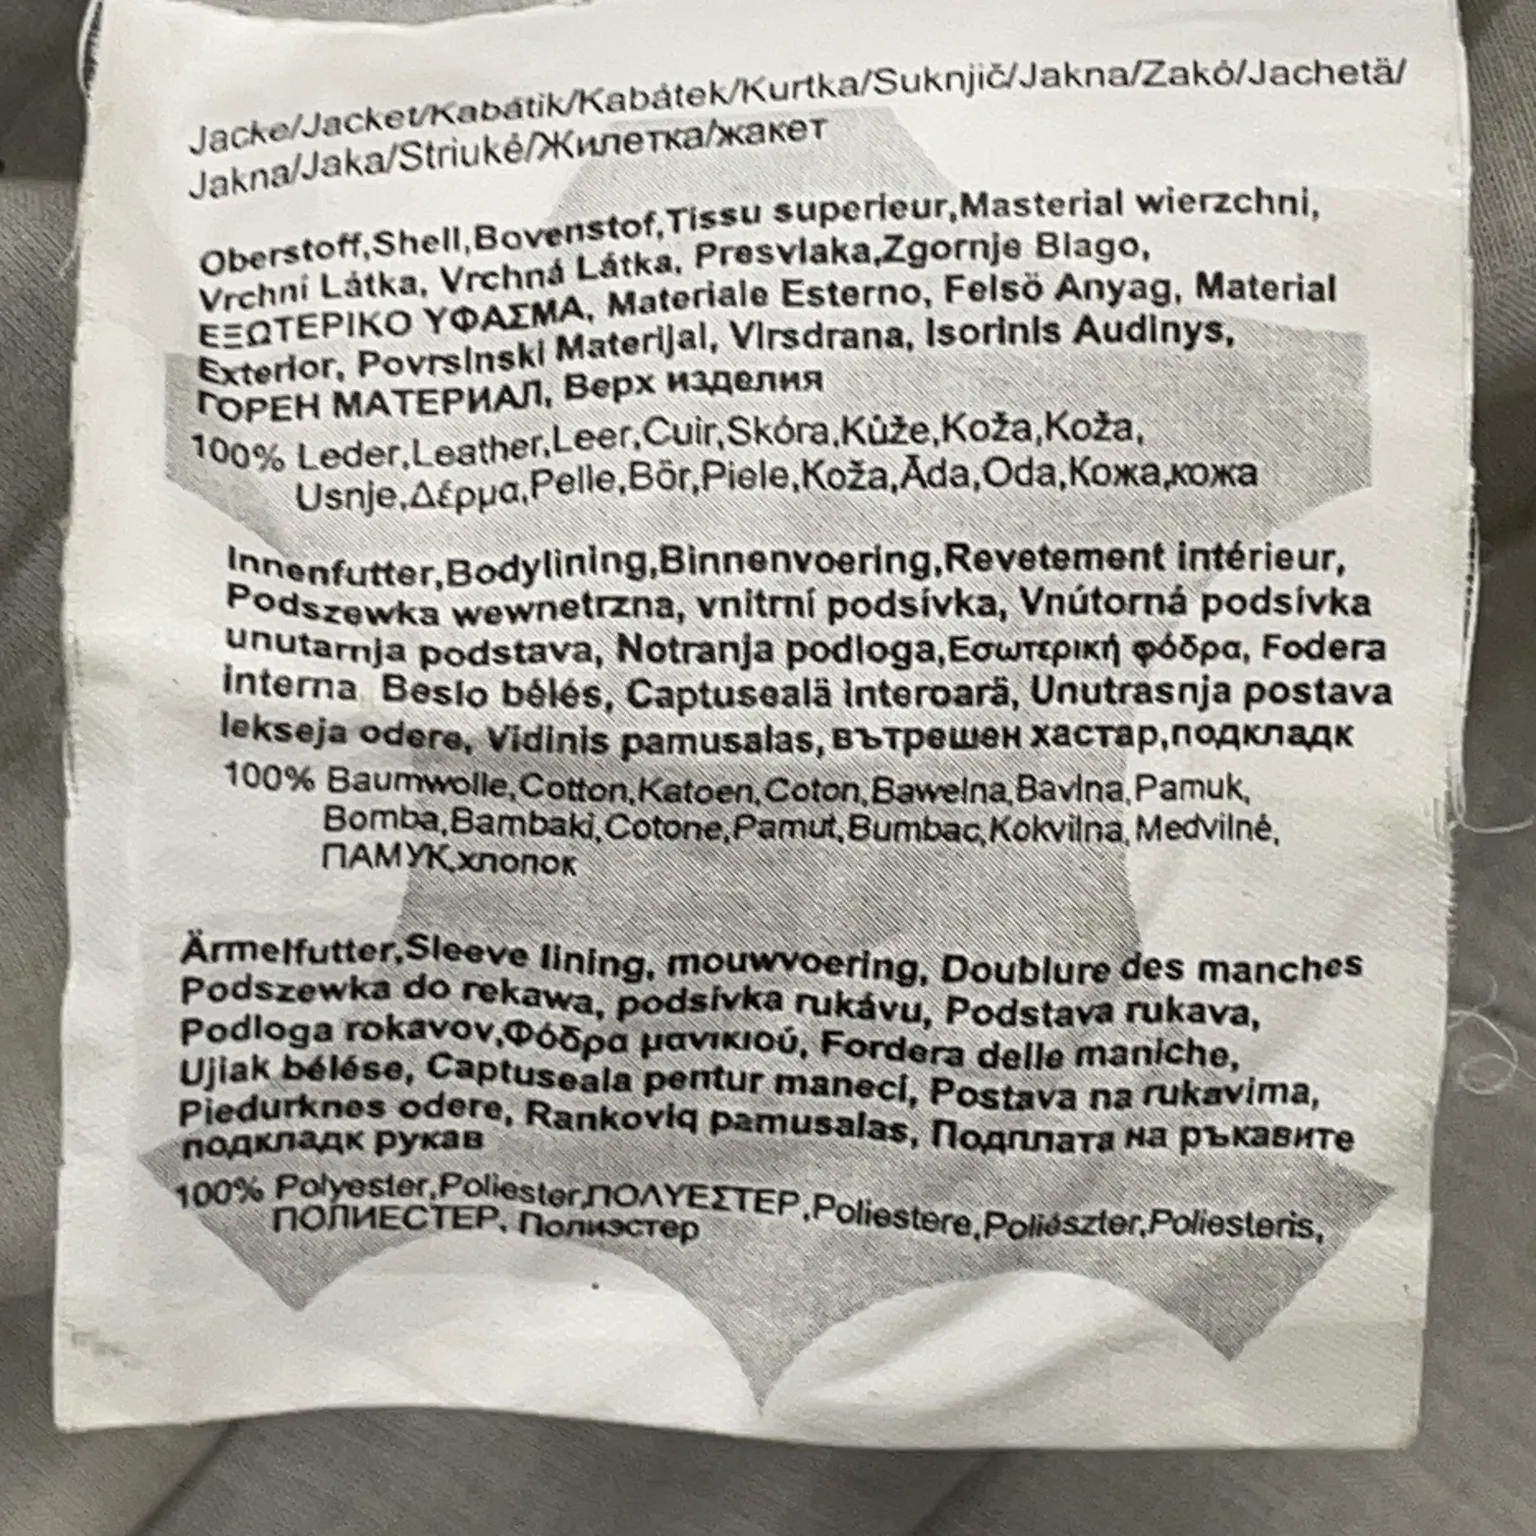 Jacke/Jacket/Kabátik/Kabátek/Kurtka/Suknjič/Jakna/Zakó/Jachetä/
Jakna/Jaka/Striuké/Жилетка/жакет
Oberstoff,Shell,Bovenstof,Tissu superieur,Masterial wierzchni,
Vrchní Látka, Vrchná Látka, Presvlaka,Zgornje Blago,
ΕΞΩΤΕΡΙΚΟ ΥΦΑΣΜΑ, Materiale Esterno, Felsö Anyag, Material
Exterior, Povrsinski Materijal, Virsdrana, Isorinis Audinys,
ГОРЕН МАТЕРИАЛ, Верх изделия
100% Leder,Leather,Leer,Cuir,Skóra,Kůže,Koža,Koža,
Usnje,Δέρμα,Pelle,Bör,Piele,Koža,Āda,Oda,Кожа,кожа
Innenfutter,Bodylining,Binnenvoering,Revetement intérieur,
Podszewka wewnetrzna, vnitrní podsívka, Vnútorná podsívka
unutarnja podstava, Notranja podloga,Εσωτερική φόδρα, Fodera
interna Beslo bélés, Captusealä interoarä, Unutrasnja postava
lekseja odere, Vidinis pamusalas, вътрешен хастар,подкладк
100% Baumwolle,Cotton,Katoen,Coton,Bawelna,Bavlna,Pamuk,
Bomba,Bambaki,Cotone,Pamut,Bumbac,Kokvilna, Medvilné,
ПАМУК,хлопок
Ärmelfutter,Sleeve lining, mouwvoering, Doublure des manches
Podszewka do rekawa, podsívka rukávu, Podstava rukava,
Podloga rokavov,Φόδρα μανικιού, Fordera delle maniche,
Ujiak bélése, Captuseala pentur maneci, Postava na rukavima,
Piedurknes odere, Rankoviq pamusalas, Подплата на ръкавите
подкладк рукав
100% Polyester,Poliester,ΠΟΛΥΕΣΤΕΡ,Poliestere,Poliészter,Poliesteris,
ПОЛИЕСТЕР, Полиэстер